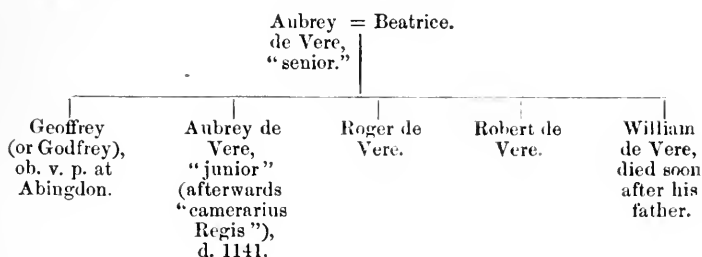 Aubrey = Beatrice.
de Vere,
“senior.”
Geoffrey
(or Godfrey),
ob. v. p. at
Abingdon.
Aubrey de
Vere,
“junior”
(afterwards
“camerarius
Regis”),
d. 1141.
Roger de
Vere.
Robert de
Vere.
William
de Vere,
died soon
after his
father.